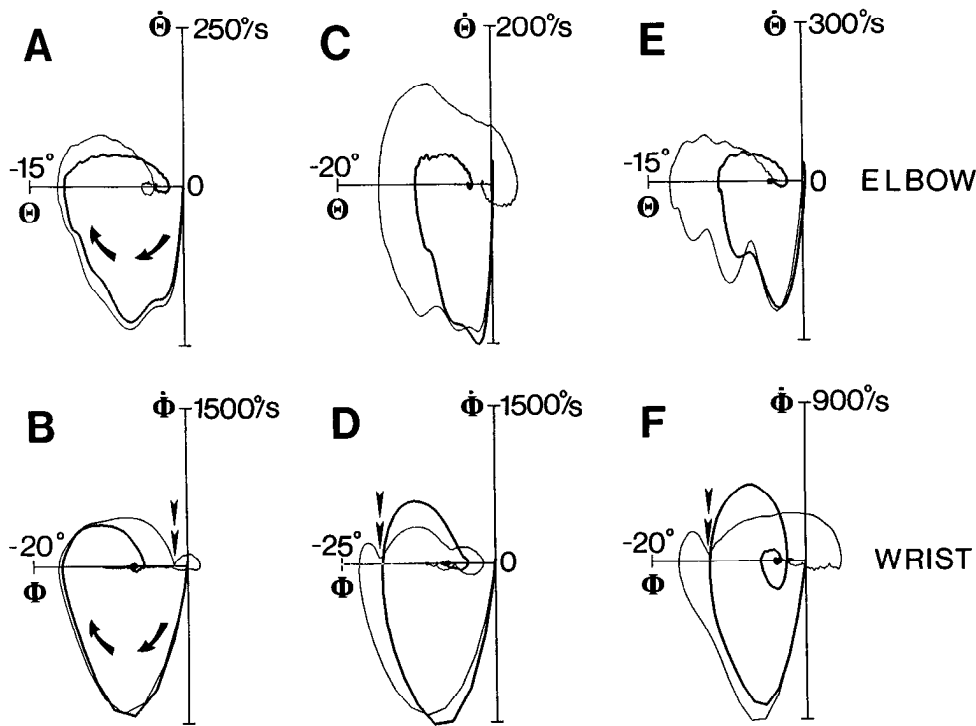 A Θ̇ 250°/s C Θ̇ 200°/s E Θ̇ 300°/s
-15° Θ 0 -20° Θ -15° Θ 0 ELBOW
B Φ̇ 1500°/s D Φ̇ 1500°/s F Φ̇ 900°/s
-20° Φ -25° Φ 0 -20° Φ WRIST